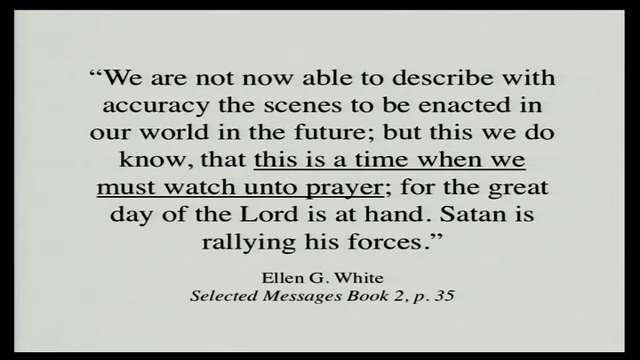 “We are not now able to describe with
accuracy the scenes to be enacted in
our world in the future; but this we do
know, that this is a time when we
must watch unto prayer; for the great
day of the Lord is at hand. Satan is
rallying his forces.”
Ellen G. White
Selected Messages Book 2, p. 35